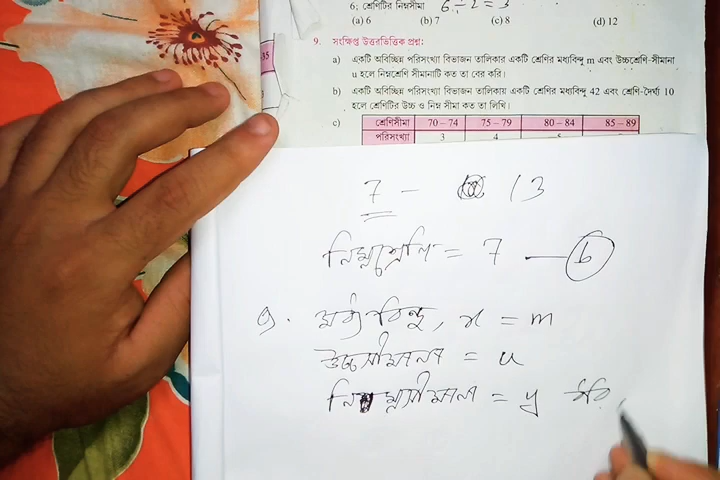 6; শ্রেণিটির নিম্নসীমা 6 ÷ 2 = 3
(a) 6 (b) 7 (c) 8 (d) 12
9. সংক্ষিপ্ত উত্তরভিত্তিক প্রশ্ন:
a) একটি অবিচ্ছিন্ন পরিসংখ্যা বিভাজন তালিকার একটি শ্রেণির মধ্যবিন্দু m এবং উচ্চশ্রেণি-সীমানা
u হলে নিম্নশ্রেণি সীমানাটি কত তা বের করি।
b) একটি অবিচ্ছিন্ন পরিসংখ্যা বিভাজন তালিকায় একটি শ্রেণির মধ্যবিন্দু 42 এবং শ্রেণি-দৈর্ঘ্য 10
হলে শ্রেণিটির উচ্চ ও নিম্ন সীমা কত তা লিখি।
c) শ্রেণিসীমা 70 – 74 75 – 79 80 – 84 85 – 89
পরিসংখ্যা 3 4 5
35
7 – 13
নিম্নশ্রেণি = 7 — (b)
9. মধ্যবিন্দু, x = m
উচ্চসীমানা = u
নিম্নসীমানা = y ধরি,